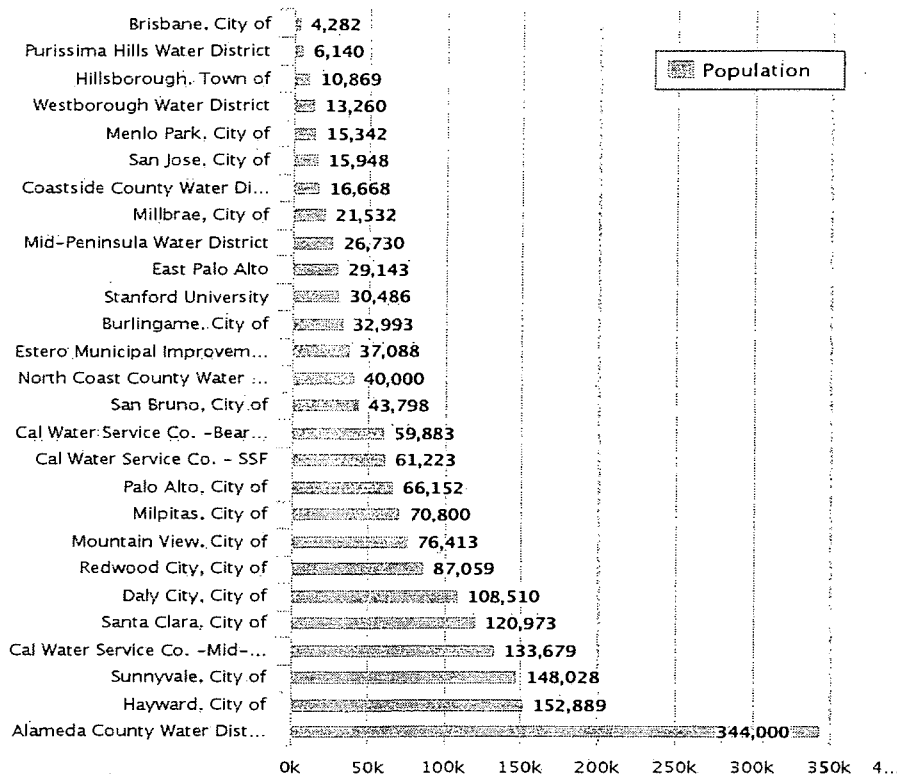 Brisbane, City of 4,282
Purissima Hills Water District 6,140
Hillsborough, Town of 10,869
Westborough Water District 13,260
Menlo Park, City of 15,342
San Jose, City of 15,948
Coastside County Water Di... 16,668
Millbrae, City of 21,532
Mid-Peninsula Water District 26,730
East Palo Alto 29,143
Stanford University 30,486
Burlingame, City of 32,993
Estero Municipal Improvem... 37,088
North Coast County Water ... 40,000
San Bruno, City of 43,798
Cal Water Service Co. -Bear... 59,883
Cal Water Service Co. - SSF 61,223
Palo Alto, City of 66,152
Milpitas, City of 70,800
Mountain View, City of 76,413
Redwood City, City of 87,059
Daly City, City of 108,510
Santa Clara, City of 120,973
Cal Water Service Co. -Mid-... 133,679
Sunnyvale, City of 148,028
Hayward, City of 152,889
Alameda County Water Dist... 344,000
0k 50k 100k 150k 200k 250k 300k 350k 4...
Population